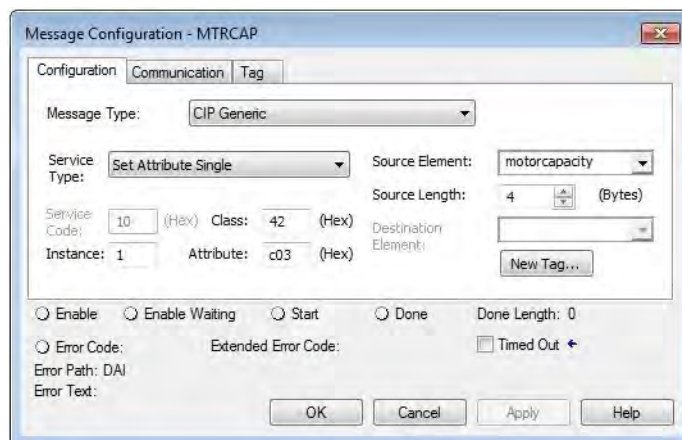 Message Configuration - MTRCAP
Configuration Communication Tag
Message Type: CIP Generic
Service Type: Set Attribute Single
Source Element: motorcapacity
Source Length: 4 (Bytes)
Service Code: 10 (Hex) Class: 42 (Hex)
Destination Element:
Instance: 1 Attribute: c03 (Hex)
New Tag...
Enable Enable Waiting Start Done Done Length: 0
Error Code: Extended Error Code: Timed Out
Error Path: DAI
Error Text:
OK Cancel Apply Help